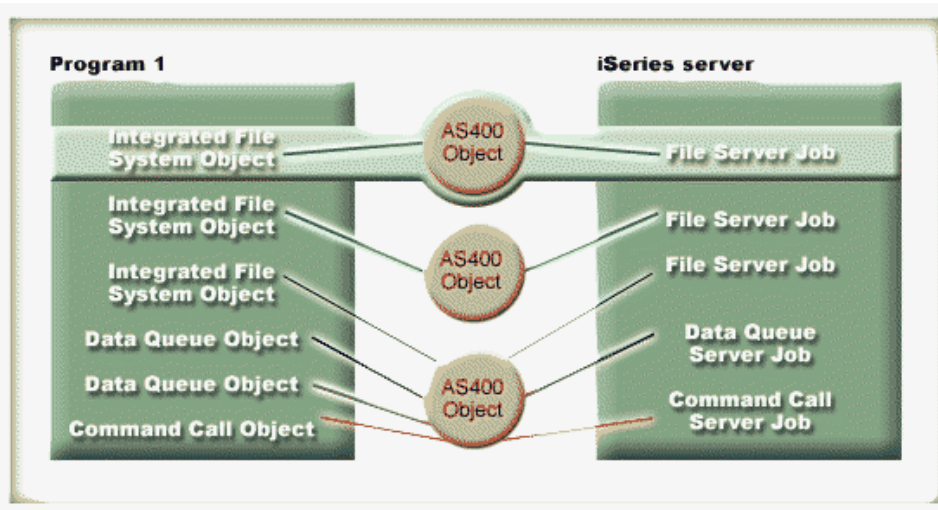 Program 1
iSeries server
Integrated File
System Object
AS400
Object
File Server Job
Integrated File
System Object
AS400
Object
File Server Job
Integrated File
System Object
File Server Job
Data Queue Object
Data Queue
Server Job
Data Queue Object
AS400
Object
Command Call Object
Command Call
Server Job